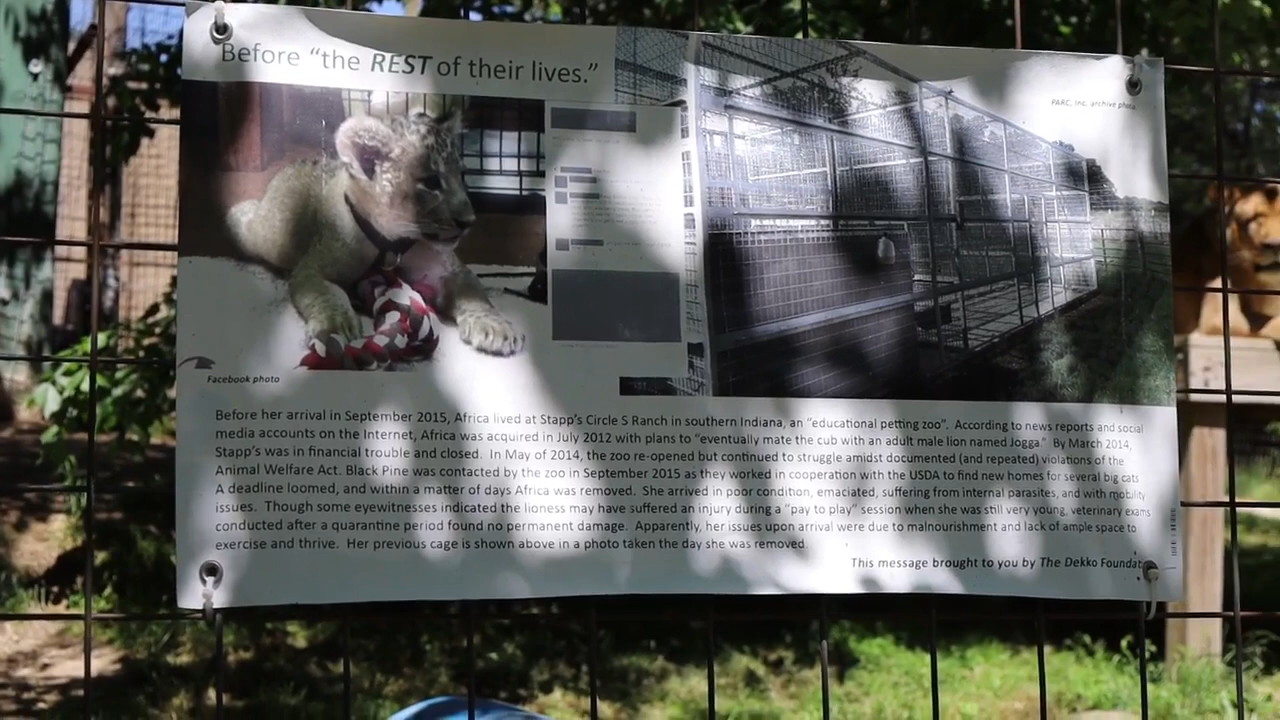 Before “the REST of their lives.”
PARC, Inc. archive photo
Facebook photo
Before her arrival in September 2015, Africa lived at Stapp’s Circle S Ranch in southern Indiana, an “educational petting zoo”. According to news reports and social
media accounts on the Internet, Africa was acquired in July 2012 with plans to “eventually mate the cub with an adult male lion named Jogga.” By March 2014,
Stapp’s was in financial trouble and closed. In May of 2014, the zoo re-opened but continued to struggle amidst documented (and repeated) violations of the
Animal Welfare Act. Black Pine was contacted by the zoo in September 2015 as they worked in cooperation with the USDA to find new homes for several big cats
A deadline loomed, and within a matter of days Africa was removed. She arrived in poor condition, emaciated, suffering from internal parasites, and with mobility
issues. Though some eyewitnesses indicated the lioness may have suffered an injury during a “pay to play” session when she was still very young, veterinary exams
conducted after a quarantine period found no permanent damage. Apparently, her issues upon arrival were due to malnourishment and lack of ample space to
exercise and thrive. Her previous cage is shown above in a photo taken the day she was removed.
This message brought to you by The Dekko Foundat